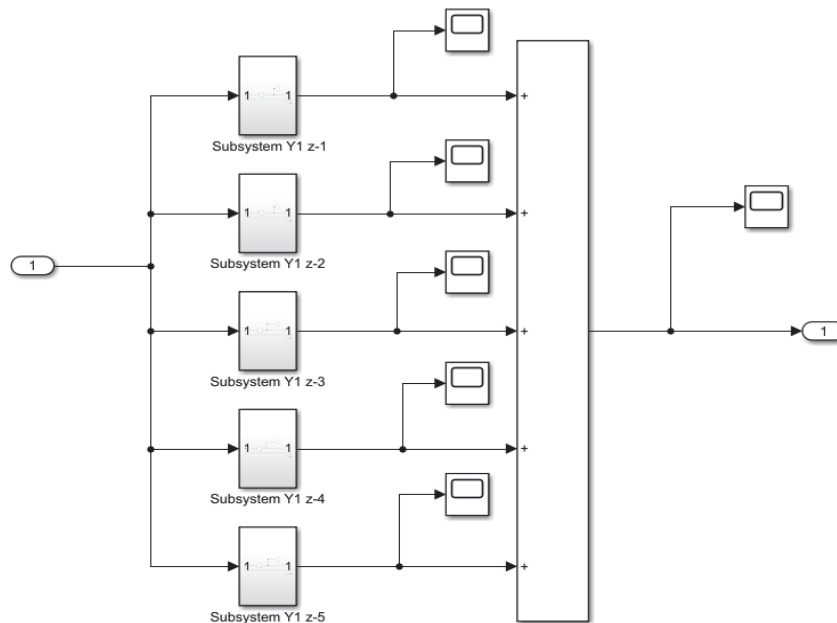 1 1 +
Subsystem Y1 z-1
1 1 +
Subsystem Y1 z-2
1
1 1 +
1
Subsystem Y1 z-3
1 1 +
Subsystem Y1 z-4
1 1 +
Subsystem Y1 z-5